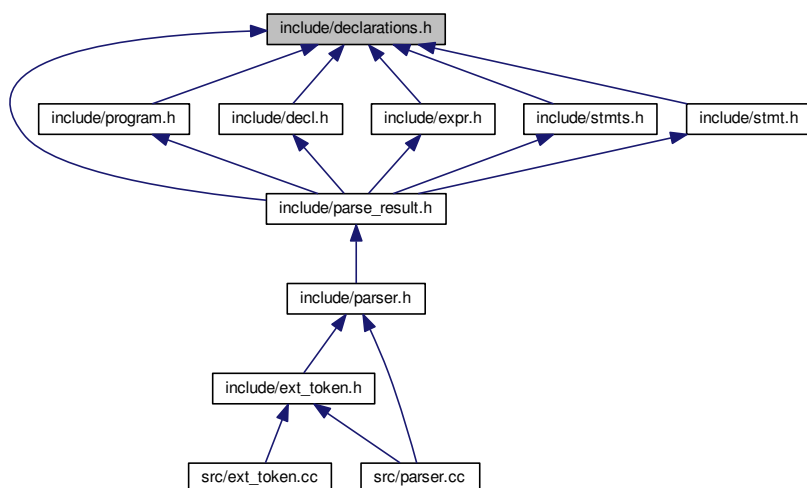 include/declarations.h
include/program.h
include/decl.h
include/expr.h
include/stmts.h
include/stmt.h
include/parse_result.h
include/parser.h
include/ext_token.h
src/ext_token.cc
src/parser.cc